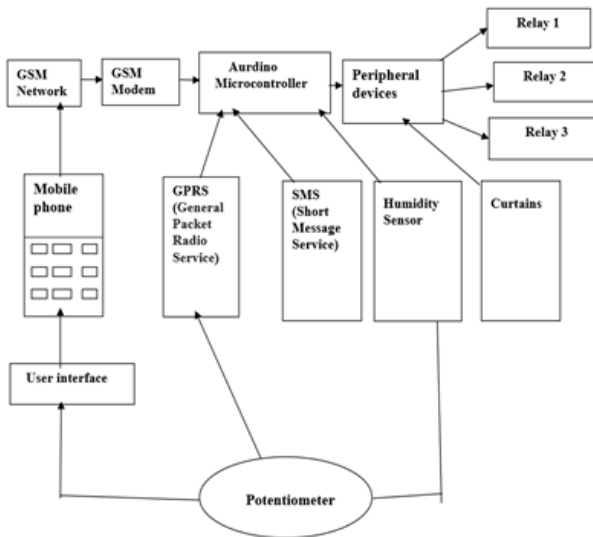 Relay 1
GSM
Network
GSM
Modem
Aurdino
Microcontroller
Peripheral
devices
Relay 2
Relay 3
Mobile
phone
GPRS
(General
Packet
Radio
Service)
SMS
(Short
Message
Service)
Humidity
Sensor
Curtains
User interface
Potentiometer